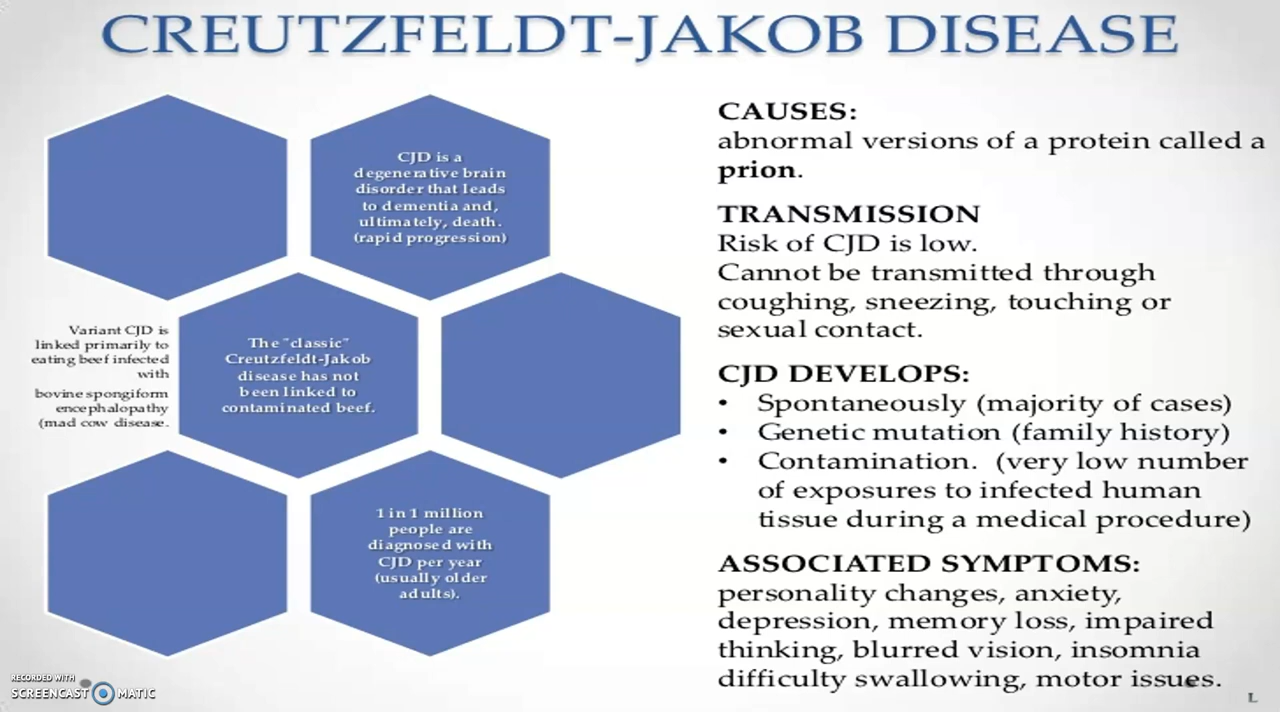 CREUTZFELDT-JAKOB DISEASE
CJD is a
degenerative brain
disorder that leads
to dementia and,
ultimately, death.
(rapid progression)
Variant CJD is
linked primarily to
eating beef infected
with
bovine spongiform
encephalopathy
(mad cow disease.
The "classic"
Creutzfeldt-Jakob
disease has not
been linked to
contaminated beef.
1 in 1 million
people are
diagnosed with
CJD per year
(usually older
adults).
CAUSES:
abnormal versions of a protein called a
prion.
TRANSMISSION
Risk of CJD is low.
Cannot be transmitted through
coughing, sneezing, touching or
sexual contact.
CJD DEVELOPS:
• Spontaneously (majority of cases)
• Genetic mutation (family history)
• Contamination. (very low number
of exposures to infected human
tissue during a medical procedure)
ASSOCIATED SYMPTOMS:
personality changes, anxiety,
depression, memory loss, impaired
thinking, blurred vision, insomnia
difficulty swallowing, motor issues.
RECORDED WITH
SCREENCAST MATIC
L